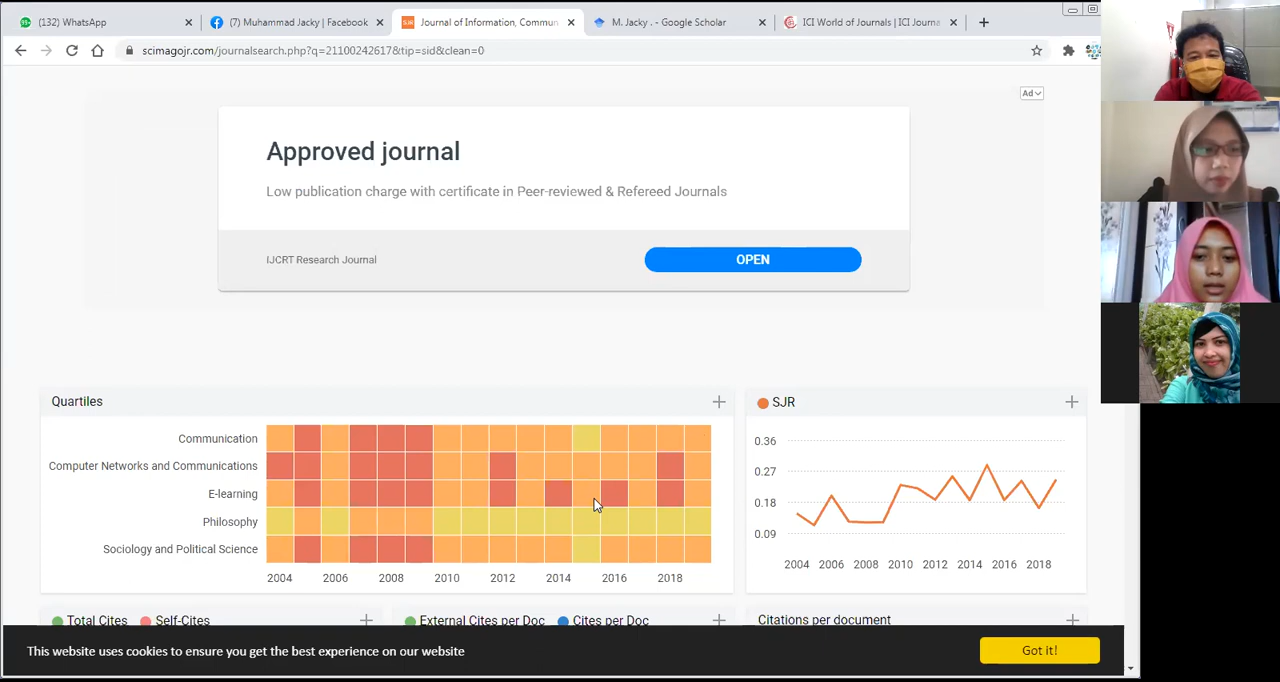 (132) WhatsApp
(7) Muhammad Jacky | Facebook
Journal of Information, Commun
M. Jacky . - Google Scholar
ICI World of Journals | ICI Journa
scimagojr.com/journalsearch.php?q=21100242617&tip=sid&clean=0
Ad
Approved journal
Low publication charge with certificate in Peer-reviewed & Refereed Journals
IJCRT Research Journal
OPEN
Quartiles
Communication
Computer Networks and Communications
E-learning
Philosophy
Sociology and Political Science
2004 2006 2008 2010 2012 2014 2016 2018
SJR
0.36
0.27
0.18
0.09
2004 2006 2008 2010 2012 2014 2016 2018
Total Cites Self-Cites
External Cites per Doc Cites per Doc
Citations per document
This website uses cookies to ensure you get the best experience on our website
Got it!